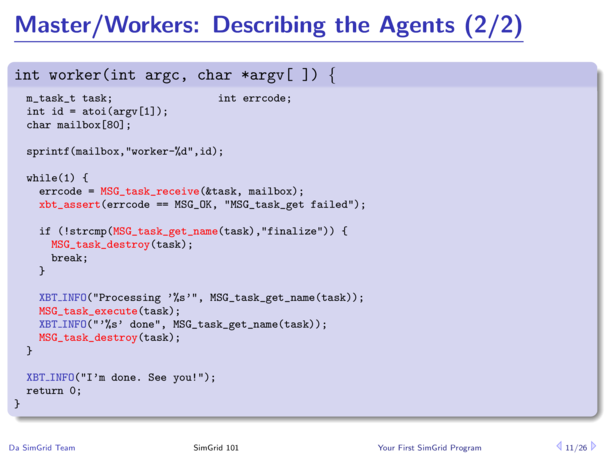 Master/Workers: Describing the Agents (2/2)
int worker(int argc, char *argv[ ]) {
m_task_t task; int errcode;
int id = atoi(argv[1]);
char mailbox[80];
sprintf(mailbox,"worker-%d",id);
while(1) {
errcode = MSG_task_receive(&task, mailbox);
xbt_assert(errcode == MSG_OK, "MSG_task_get failed");
if (!strcmp(MSG_task_get_name(task),"finalize")) {
MSG_task_destroy(task);
break;
}
XBT_INFO("Processing '%s'", MSG_task_get_name(task));
MSG_task_execute(task);
XBT_INFO("'%s' done", MSG_task_get_name(task));
MSG_task_destroy(task);
}
XBT_INFO("I'm done. See you!");
return 0;
}
Da SimGrid Team SimGrid 101 Your First SimGrid Program 11/26